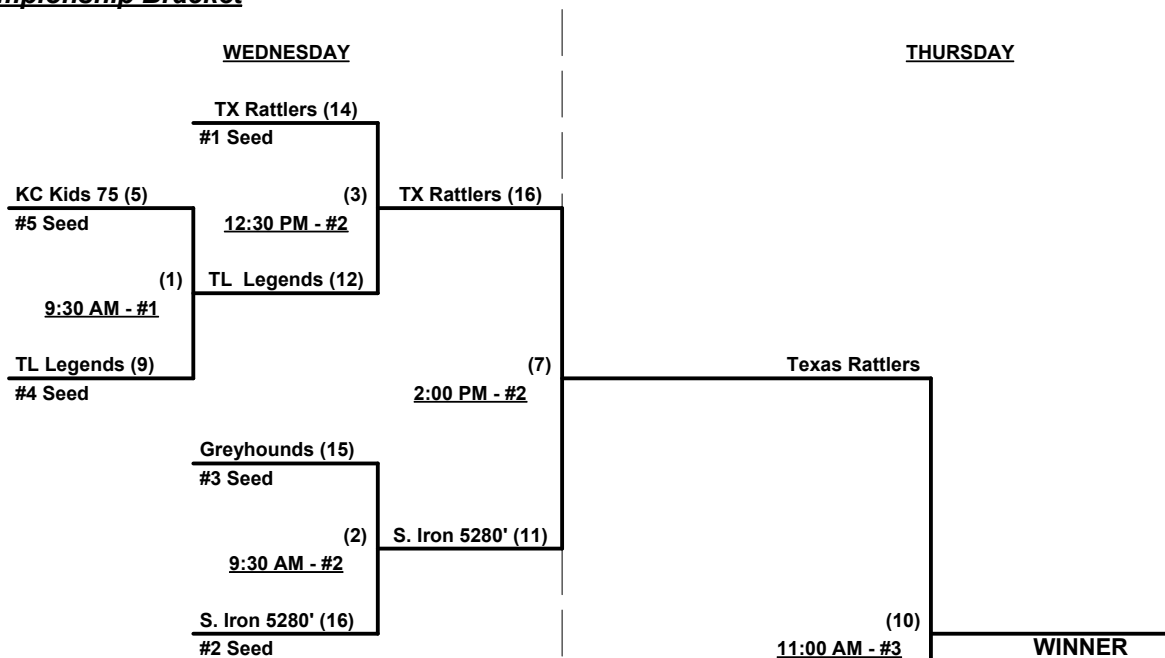 Bracket
WEDNESDAY
THURSDAY
TX Rattlers (14)
#1 Seed
KC Kids 75 (5)
(3)
TX Rattlers (16)
#5 Seed
12:30 PM - #2
(1)
TL  Legends (12)
9:30 AM - #1
TL Legends (9)
(7)
Texas Rattlers
#4 Seed
2:00 PM - #2
Greyhounds (15)
#3 Seed
(2)
S. Iron 5280' (11)
9:30 AM - #2
S. Iron 5280' (16)
(10)
#2 Seed
11:00 AM - #3
WINNER